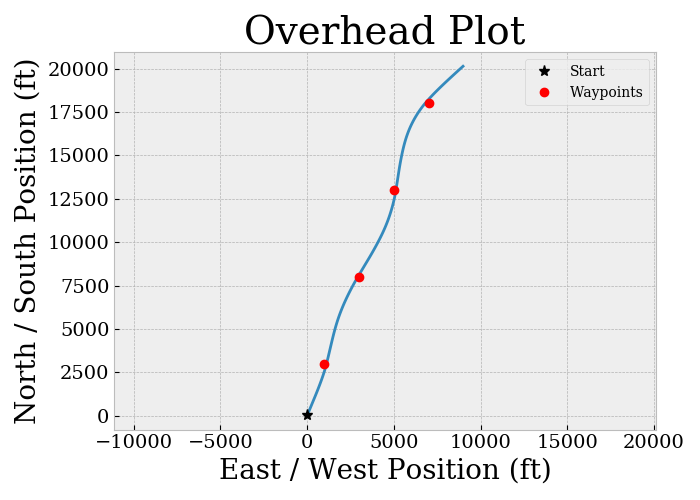 Overhead Plot
North / South Position (ft)
20000
17500
15000
12500
10000
7500
5000
2500
0
Start
Waypoints
−10000 −5000 0 5000 10000 15000 20000
East / West Position (ft)